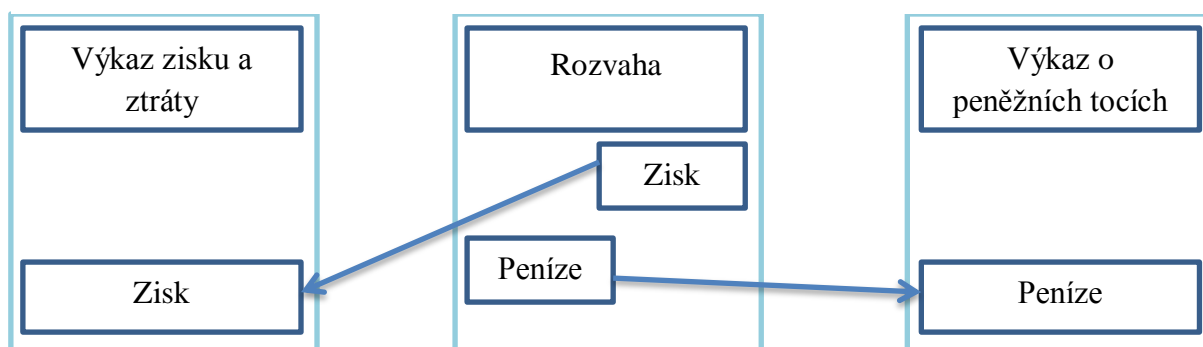 Výkaz zisku a
ztráty
Rozvaha
Výkaz o
peněžních tocích
Zisk
Peníze
Zisk
Peníze